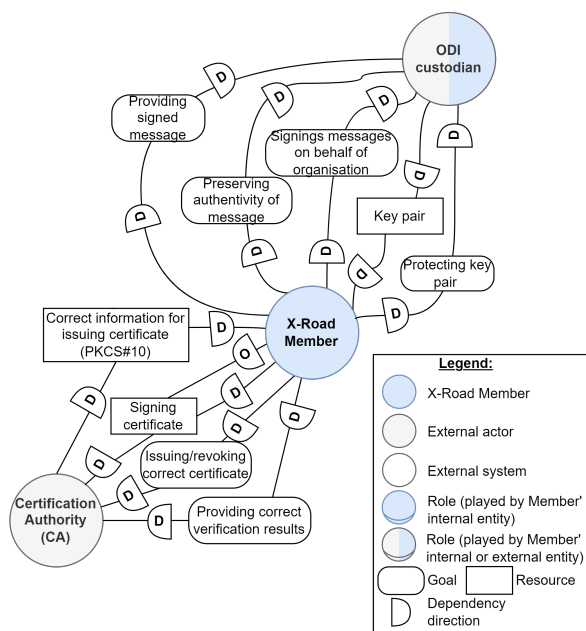 ODI
custodian
Providing
signed
message
D
D
D
Signings messages
on behalf of
organisation
D
D
Preserving
authentivity of
message
Key pair
D
D
D
D
Protecting key
pair
X-Road
Member
D
Correct information for
issuing certificate
(PKCS#10)
D
O
D
D
Signing
certificate
D
D
D
Issuing/revoking
correct certificate
D
Certification
Authority
(CA)
D
Providing correct
verification results
Legend:
X-Road Member
External actor
External system
Role (played by Member'
internal entity)
Role (played by Member'
internal or external entity)
Goal
Resource
D
Dependency
direction